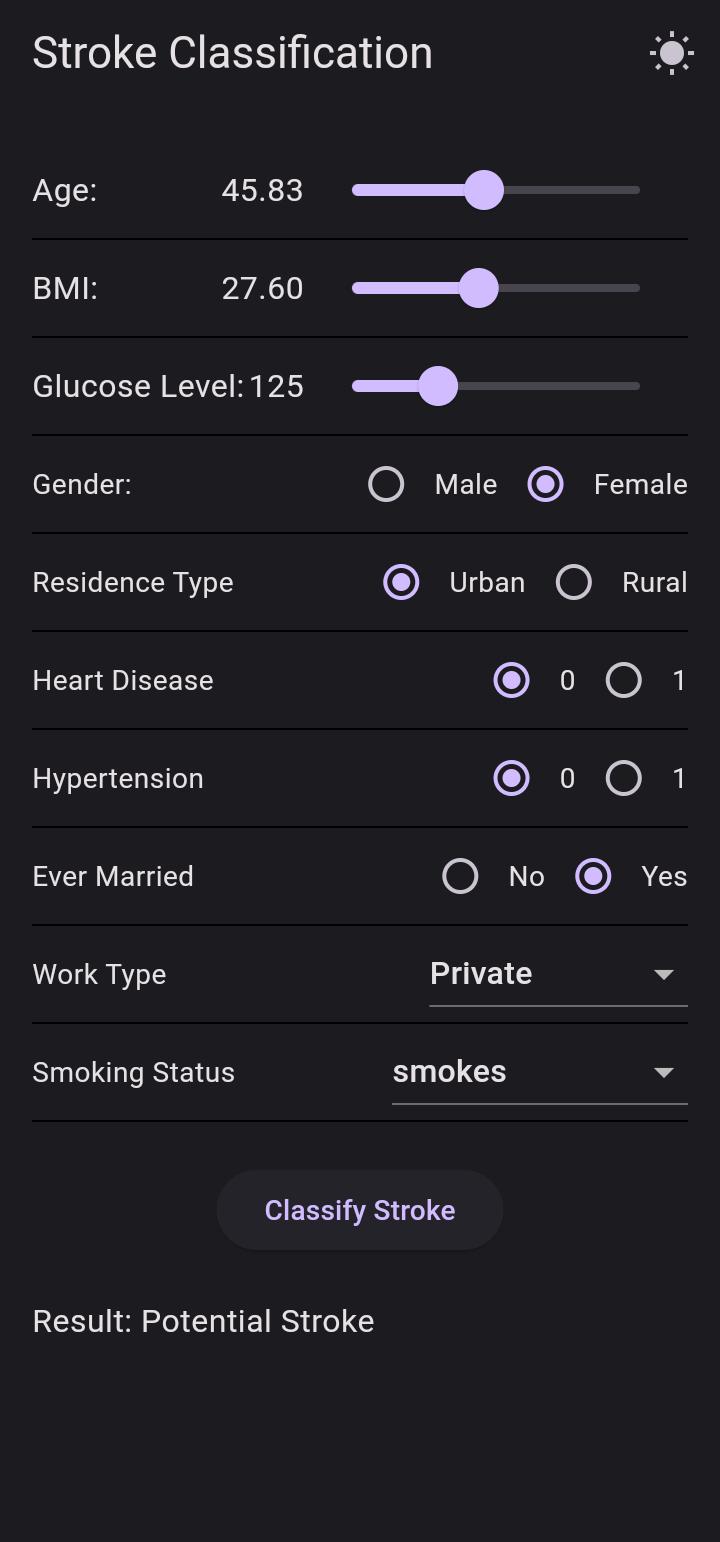 Stroke Classification
Age: 45.83
BMI: 27.60
Glucose Level: 125
Gender: Male Female
Residence Type Urban Rural
Heart Disease 0 1
Hypertension 0 1
Ever Married No Yes
Work Type Private
Smoking Status smokes
Classify Stroke
Result: Potential Stroke